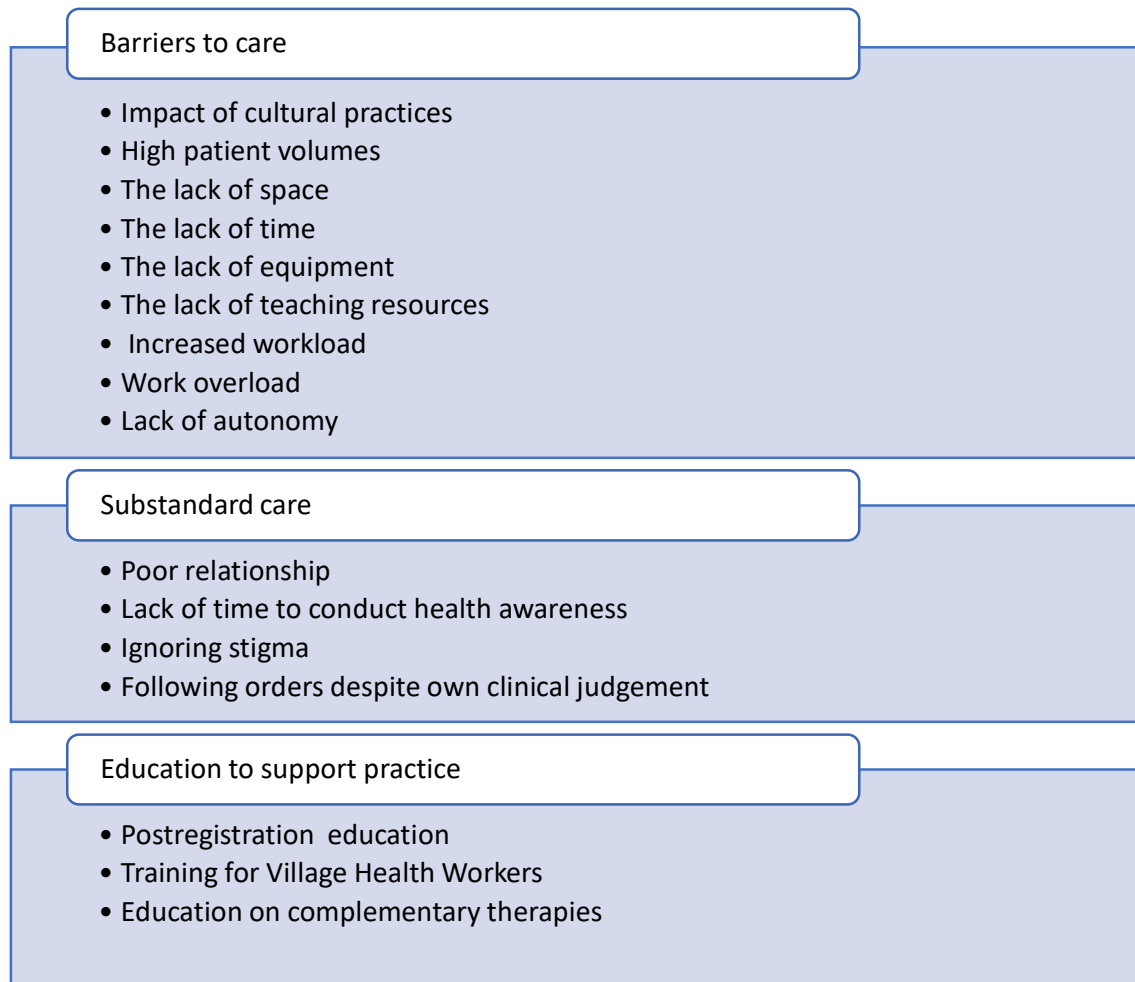 Barriers to care
• Impact of cultural practices
• High patient volumes
• The lack of space
• The lack of time
• The lack of equipment
• The lack of teaching resources
• Increased workload
• Work overload
• Lack of autonomy
Substandard care
• Poor relationship
• Lack of time to conduct health awareness
• Ignoring stigma
• Following orders despite own clinical judgement
Education to support practice
• Postregistration education
• Training for Village Health Workers
• Education on complementary therapies